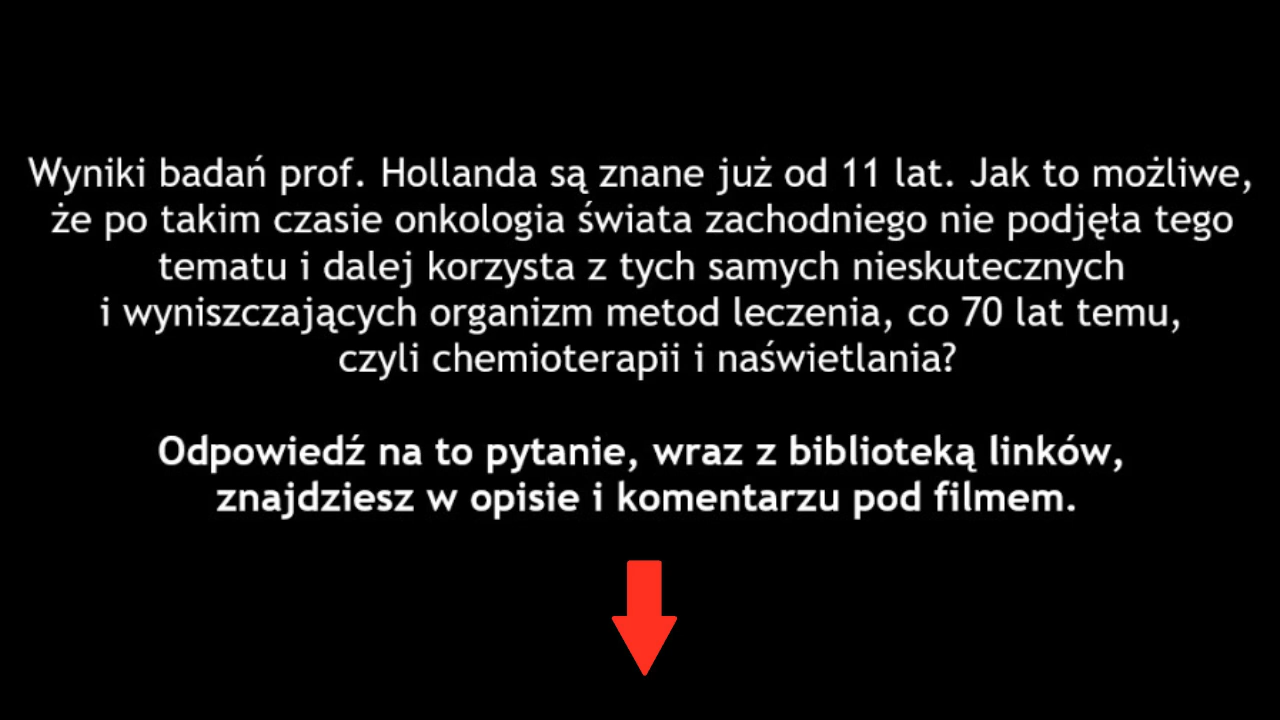 Wyniki badań prof. Hollanda są znane już od 11 lat. Jak to możliwe,
że po takim czasie onkologia świata zachodniego nie podjęła tego
tematu i dalej korzysta z tych samych nieskutecznych
i wyniszczających organizm metod leczenia, co 70 lat temu,
czyli chemioterapii i naświetlania?
Odpowiedź na to pytanie, wraz z biblioteką linków,
znajdziesz w opisie i komentarzu pod filmem.